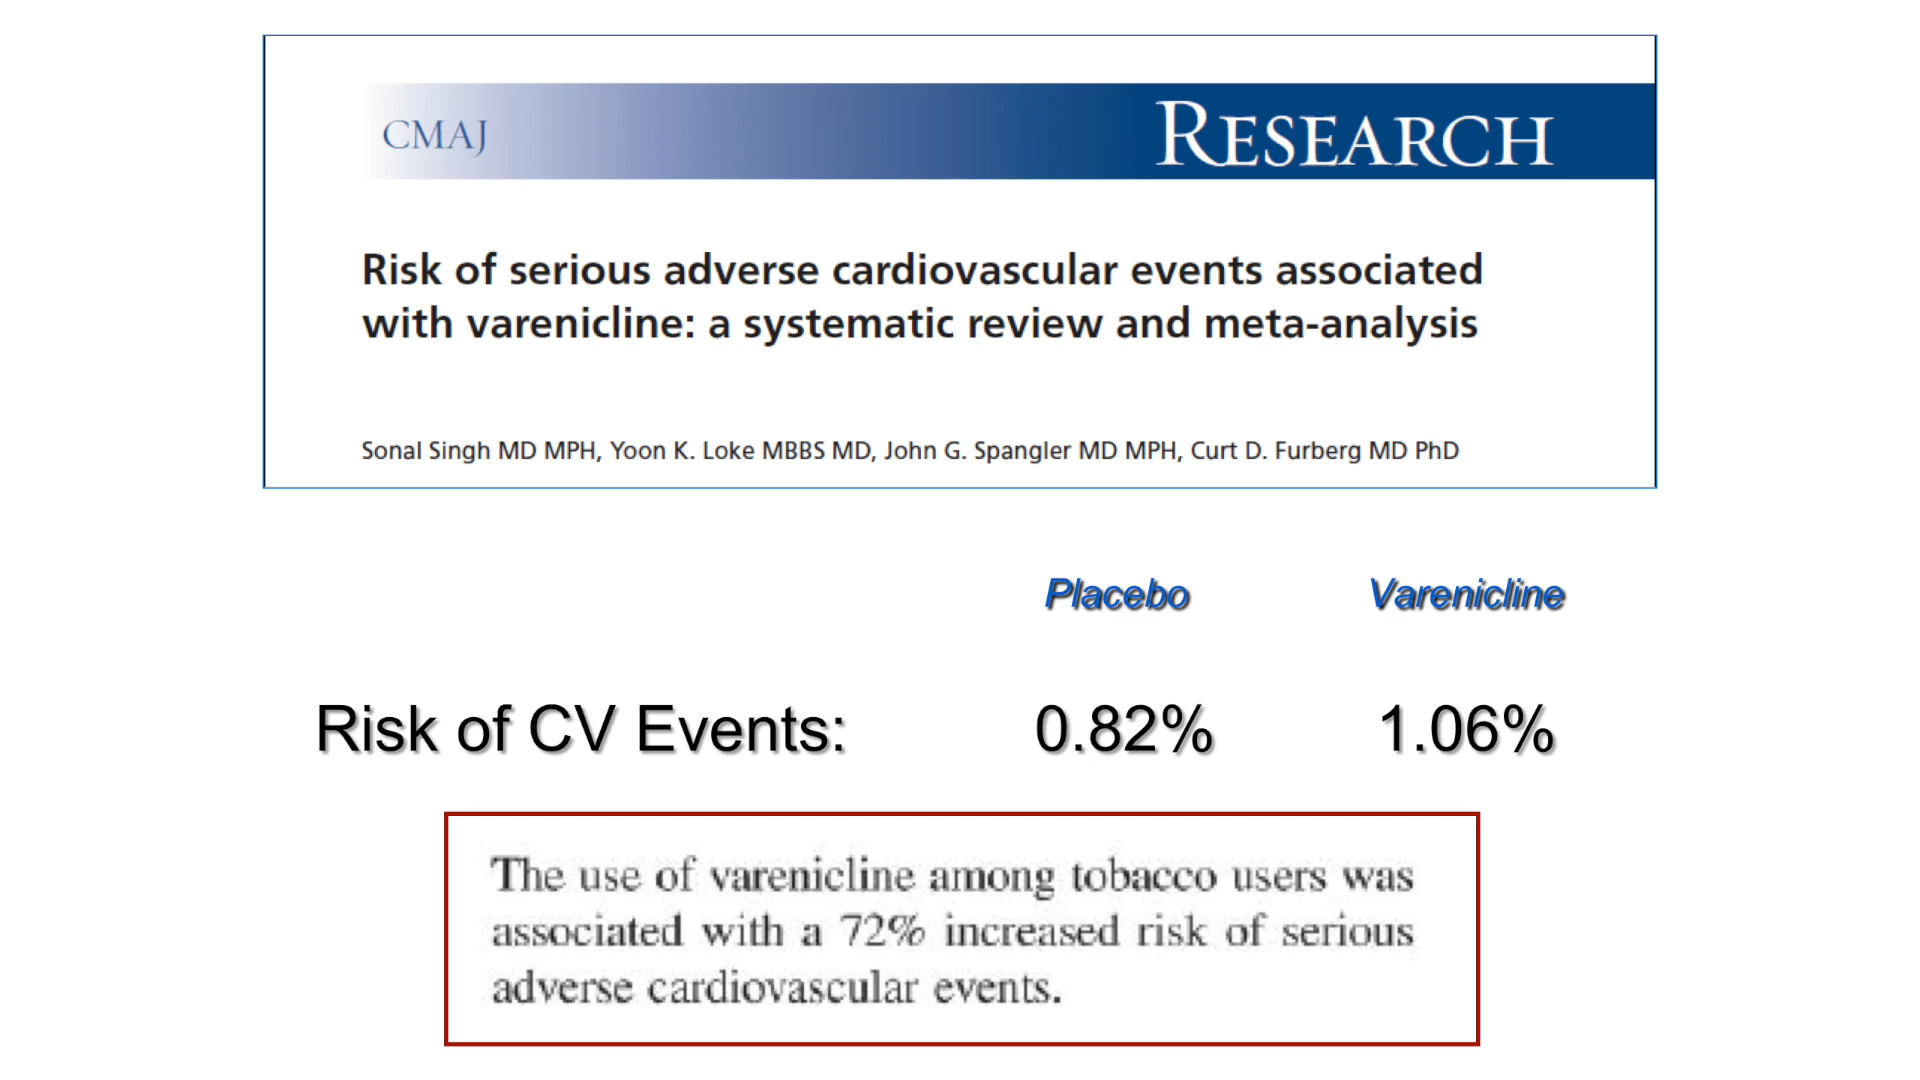 CMAJ
RESEARCH
Risk of serious adverse cardiovascular events associated
with varenicline: a systematic review and meta-analysis
Sonal Singh MD MPH, Yoon K. Loke MBBS MD, John G. Spangler MD MPH, Curt D. Furberg MD PhD
Placebo Varenicline
Risk of CV Events: 0.82% 1.06%
The use of varenicline among tobacco users was
associated with a 72% increased risk of serious
adverse cardiovascular events.